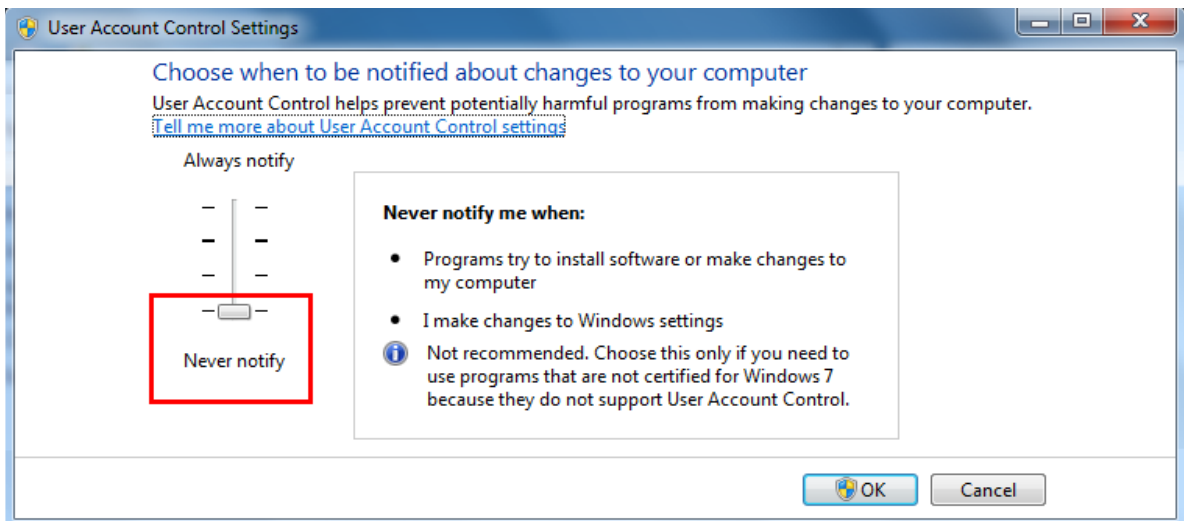 User Account Control Settings
Choose when to be notified about changes to your computer
User Account Control helps prevent potentially harmful programs from making changes to your computer.
Tell me more about User Account Control settings
Always notify
Never notify me when:
Programs try to install software or make changes to
my computer
I make changes to Windows settings
Not recommended. Choose this only if you need to
use programs that are not certified for Windows 7
because they do not support User Account Control.
Never notify
OK
Cancel